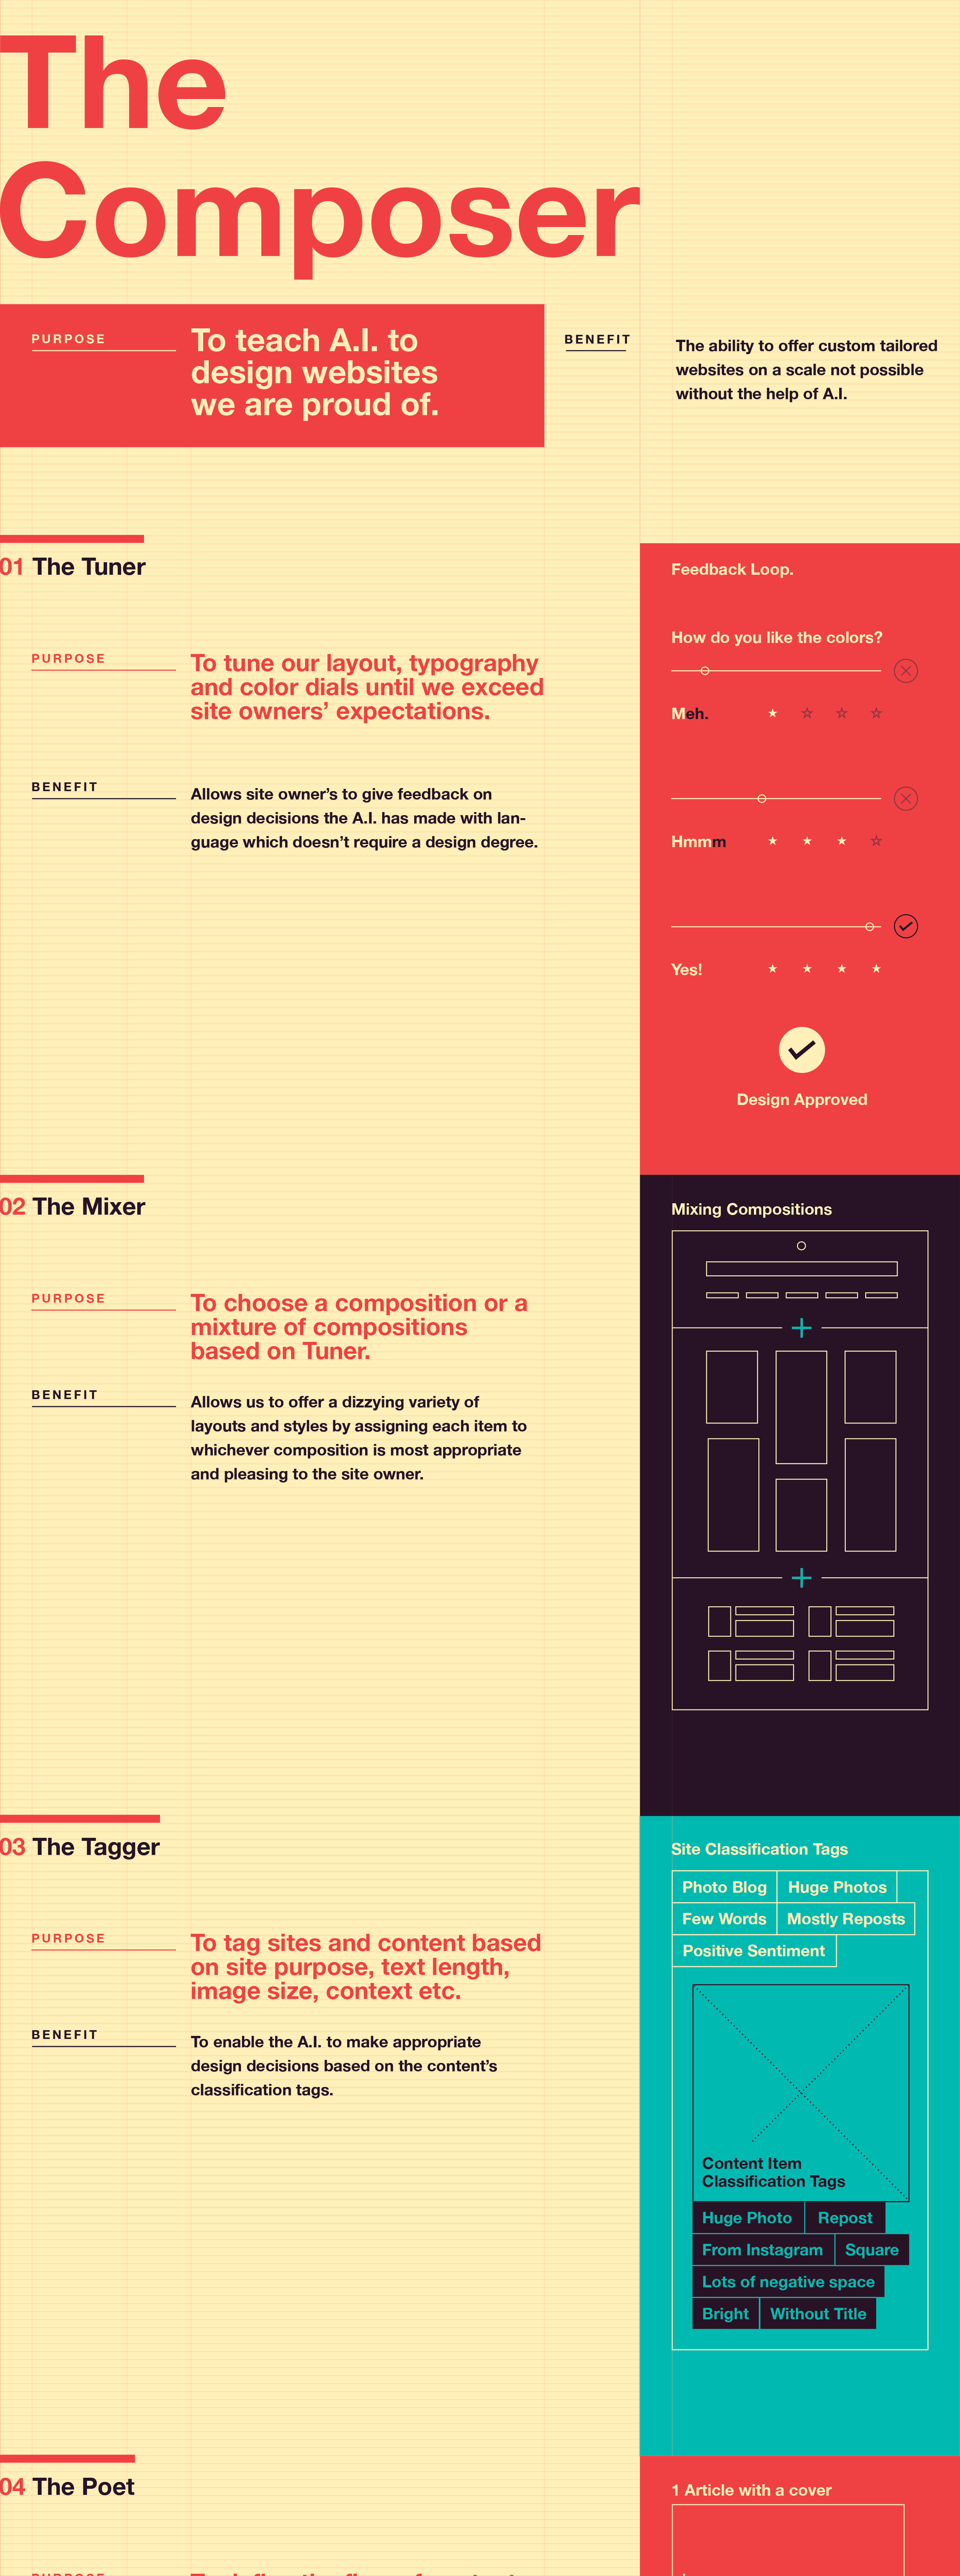 The
Composer
PURPOSE
To teach A.I. to
design websites
we are proud of.
BENEFIT
The ability to offer custom tailored
websites on a scale not possible
without the help of A.I.
01 The Tuner
PURPOSE
To tune our layout, typography
and color dials until we exceed
site owners’ expectations.
BENEFIT
Allows site owner’s to give feedback on
design decisions the A.I. has made with lan-
guage which doesn’t require a design degree.
Feedback Loop.
How do you like the colors?
Meh.
Hmmm
Yes!
Design Approved
02 The Mixer
PURPOSE
To choose a composition or a
mixture of compositions
based on Tuner.
BENEFIT
Allows us to offer a dizzying variety of
layouts and styles by assigning each item to
whichever composition is most appropriate
and pleasing to the site owner.
Mixing Compositions
03 The Tagger
PURPOSE
To tag sites and content based
on site purpose, text length,
image size, context etc.
BENEFIT
To enable the A.I. to make appropriate
design decisions based on the content’s
classification tags.
Site Classification Tags
Photo Blog Huge Photos
Few Words Mostly Reposts
Positive Sentiment
Content Item
Classification Tags
Huge Photo Repost
From Instagram Square
Lots of negative space
Bright Without Title
04 The Poet
1 Article with a cover